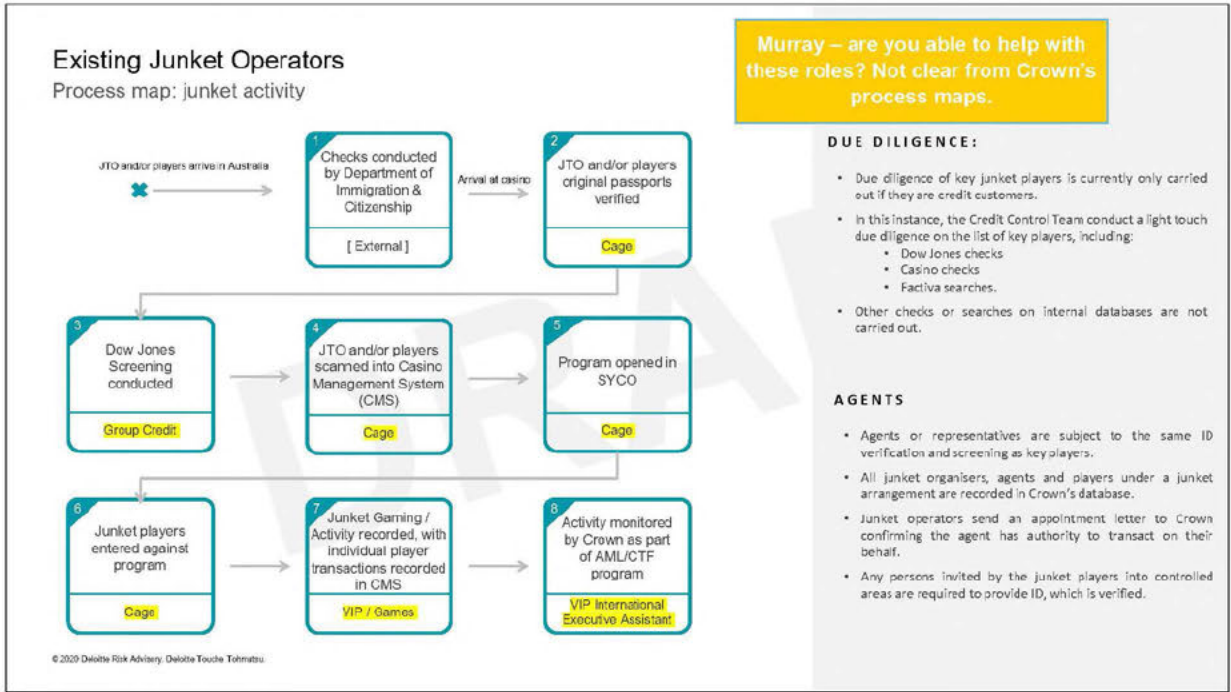 Existing Junket Operators
Process map: junket activity
Murray – are you able to help with
these roles? Not clear from Crown's
process maps.
JTO and/or players arrive in Australia
1
Checks conducted
by Department of
Immigration &
Citizenship
[ External ]
Arrival at casino
2
JTO and/or players
original passports
verified
Cage
3
Dow Jones
Screening
conducted
Group Credit
4
JTO and/or players
scanned into Casino
Management System
(CMS)
Cage
5
Program opened in
SYCO
Cage
6
Junket players
entered against
program
Cage
7
Junket Gaming /
Activity recorded, with
individual player
transactions recorded
in CMS
VIP / Games
8
Activity monitored
by Crown as part
of AML/CTF
program
VIP International
Executive Assistant
DUE DILIGENCE:
• Due diligence of key junket players is currently only carried
out if they are credit customers.
• In this instance, the Credit Control Team conduct a light touch
due diligence on the list of key players, including:
• Dow Jones checks
• Casino checks
• Factiva searches.
• Other checks or searches on internal databases are not
carried out.
AGENTS
• Agents or representatives are subject to the same ID
verification and screening as key players.
• All junket organisers, agents and players under a junket
arrangement are recorded in Crown's database.
• Junket operators send an appointment letter to Crown
confirming the agent has authority to transact on their
behalf.
• Any persons invited by the junket players into controlled
areas are required to provide ID, which is verified.
© 2020 Deloitte Risk Advisory. Deloitte Touche Tohmatsu.